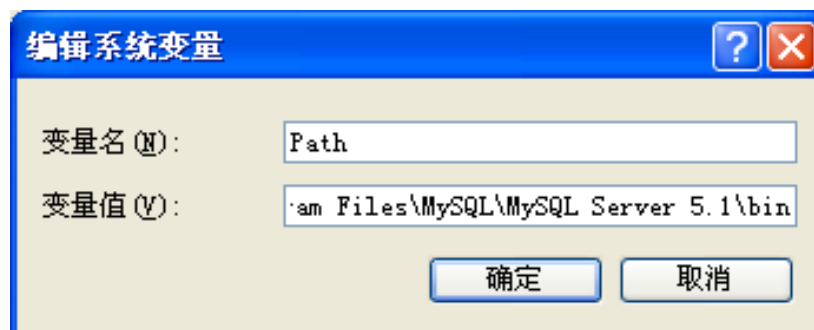 编辑系统变量
变量名(N): Path
变量值(V): am Files\MySQL\MySQL Server 5.1\bin
确定 取消